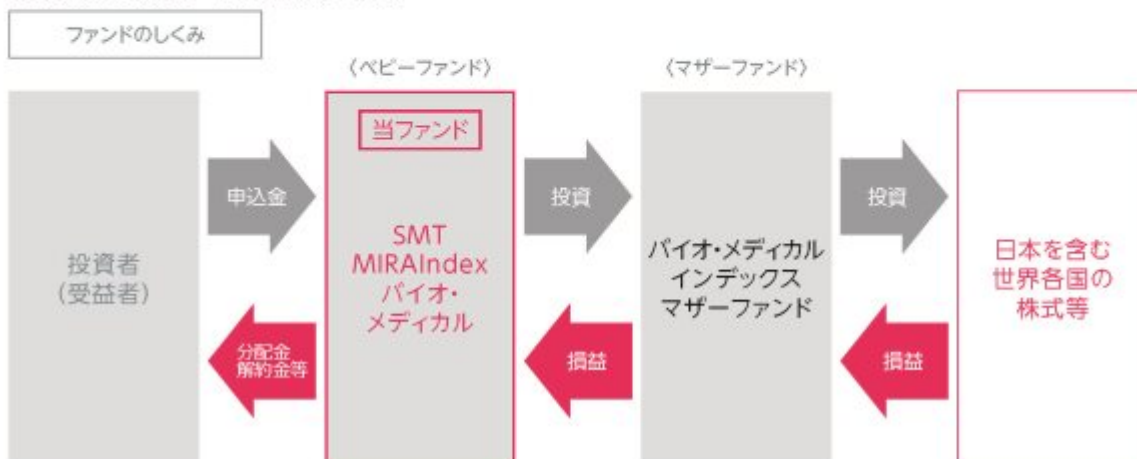 ファンドのしくみ
〈ベビーファンド〉
〈マザーファンド〉
投資者
(受益者)
申込金
分配金
解約金等
当ファンド
SMT
MIRAIndex
バイオ・
メディカル
投資
損益
バイオ・メディカル
インデックス
マザーファンド
投資
損益
日本を含む
世界各国の
株式等